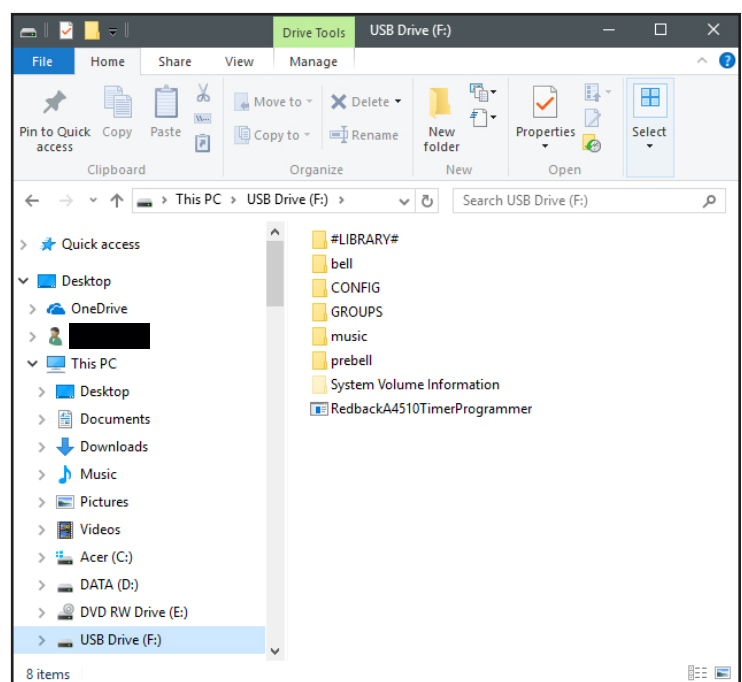 Drive Tools USB Drive (F:)
File Home Share View Manage
Pin to Quick access
Copy
Paste
Move to
Copy to
Delete
Rename
New folder
Properties
Select
Clipboard Organize New Open
This PC > USB Drive (F:) >
Search USB Drive (F:)
Quick access
Desktop
OneDrive
This PC
Desktop
Documents
Downloads
Music
Pictures
Videos
Acer (C:)
DATA (D:)
DVD RW Drive (E:)
USB Drive (F:)
#LIBRARY#
bell
CONFIG
GROUPS
music
prebell
System Volume Information
RedbackA4510TimerProgrammer
8 items